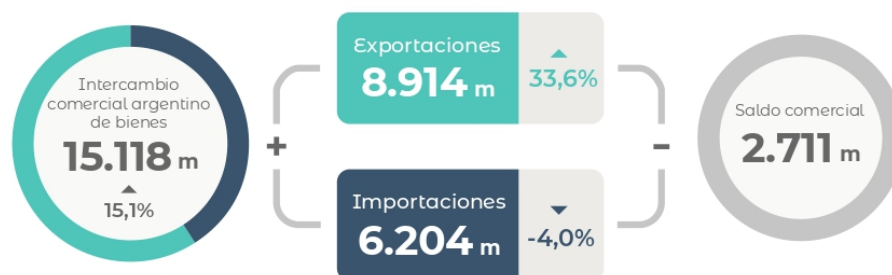 Intercambio
comercial argentino
de bienes
15.118 m
15,1%
+
Exportaciones
8.914 m
33,6%
Importaciones
6.204 m
-4,0%
-
Saldo comercial
2.711 m